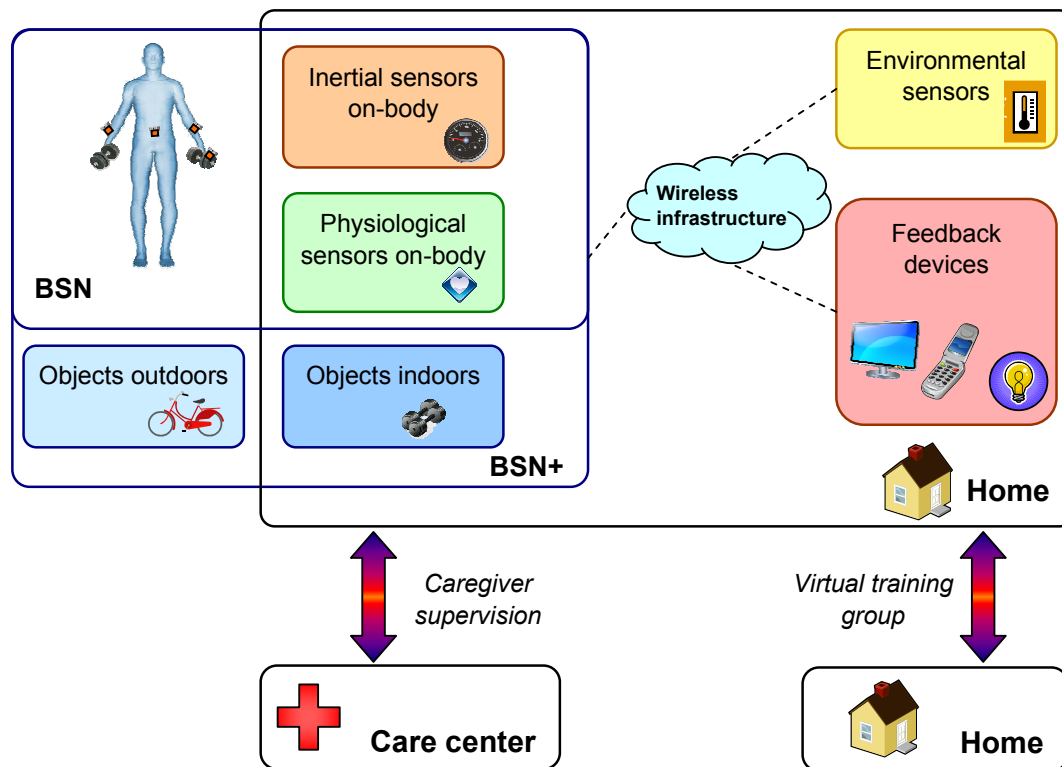 Inertial sensors
on-body
Environmental
sensors
Wireless
infrastructure
Physiological
sensors on-body
Feedback
devices
BSN
Objects outdoors
Objects indoors
BSN+
Home
Caregiver
supervision
Virtual training
group
Care center
Home